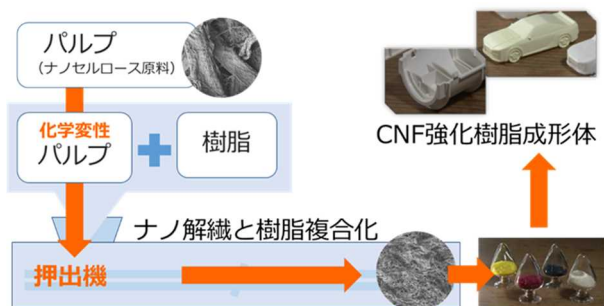 パルプ
（ナノセルロース原料）
化学変性
パルプ
樹脂
ナノ解繊と樹脂複合化
押出機
CNF強化樹脂成形体